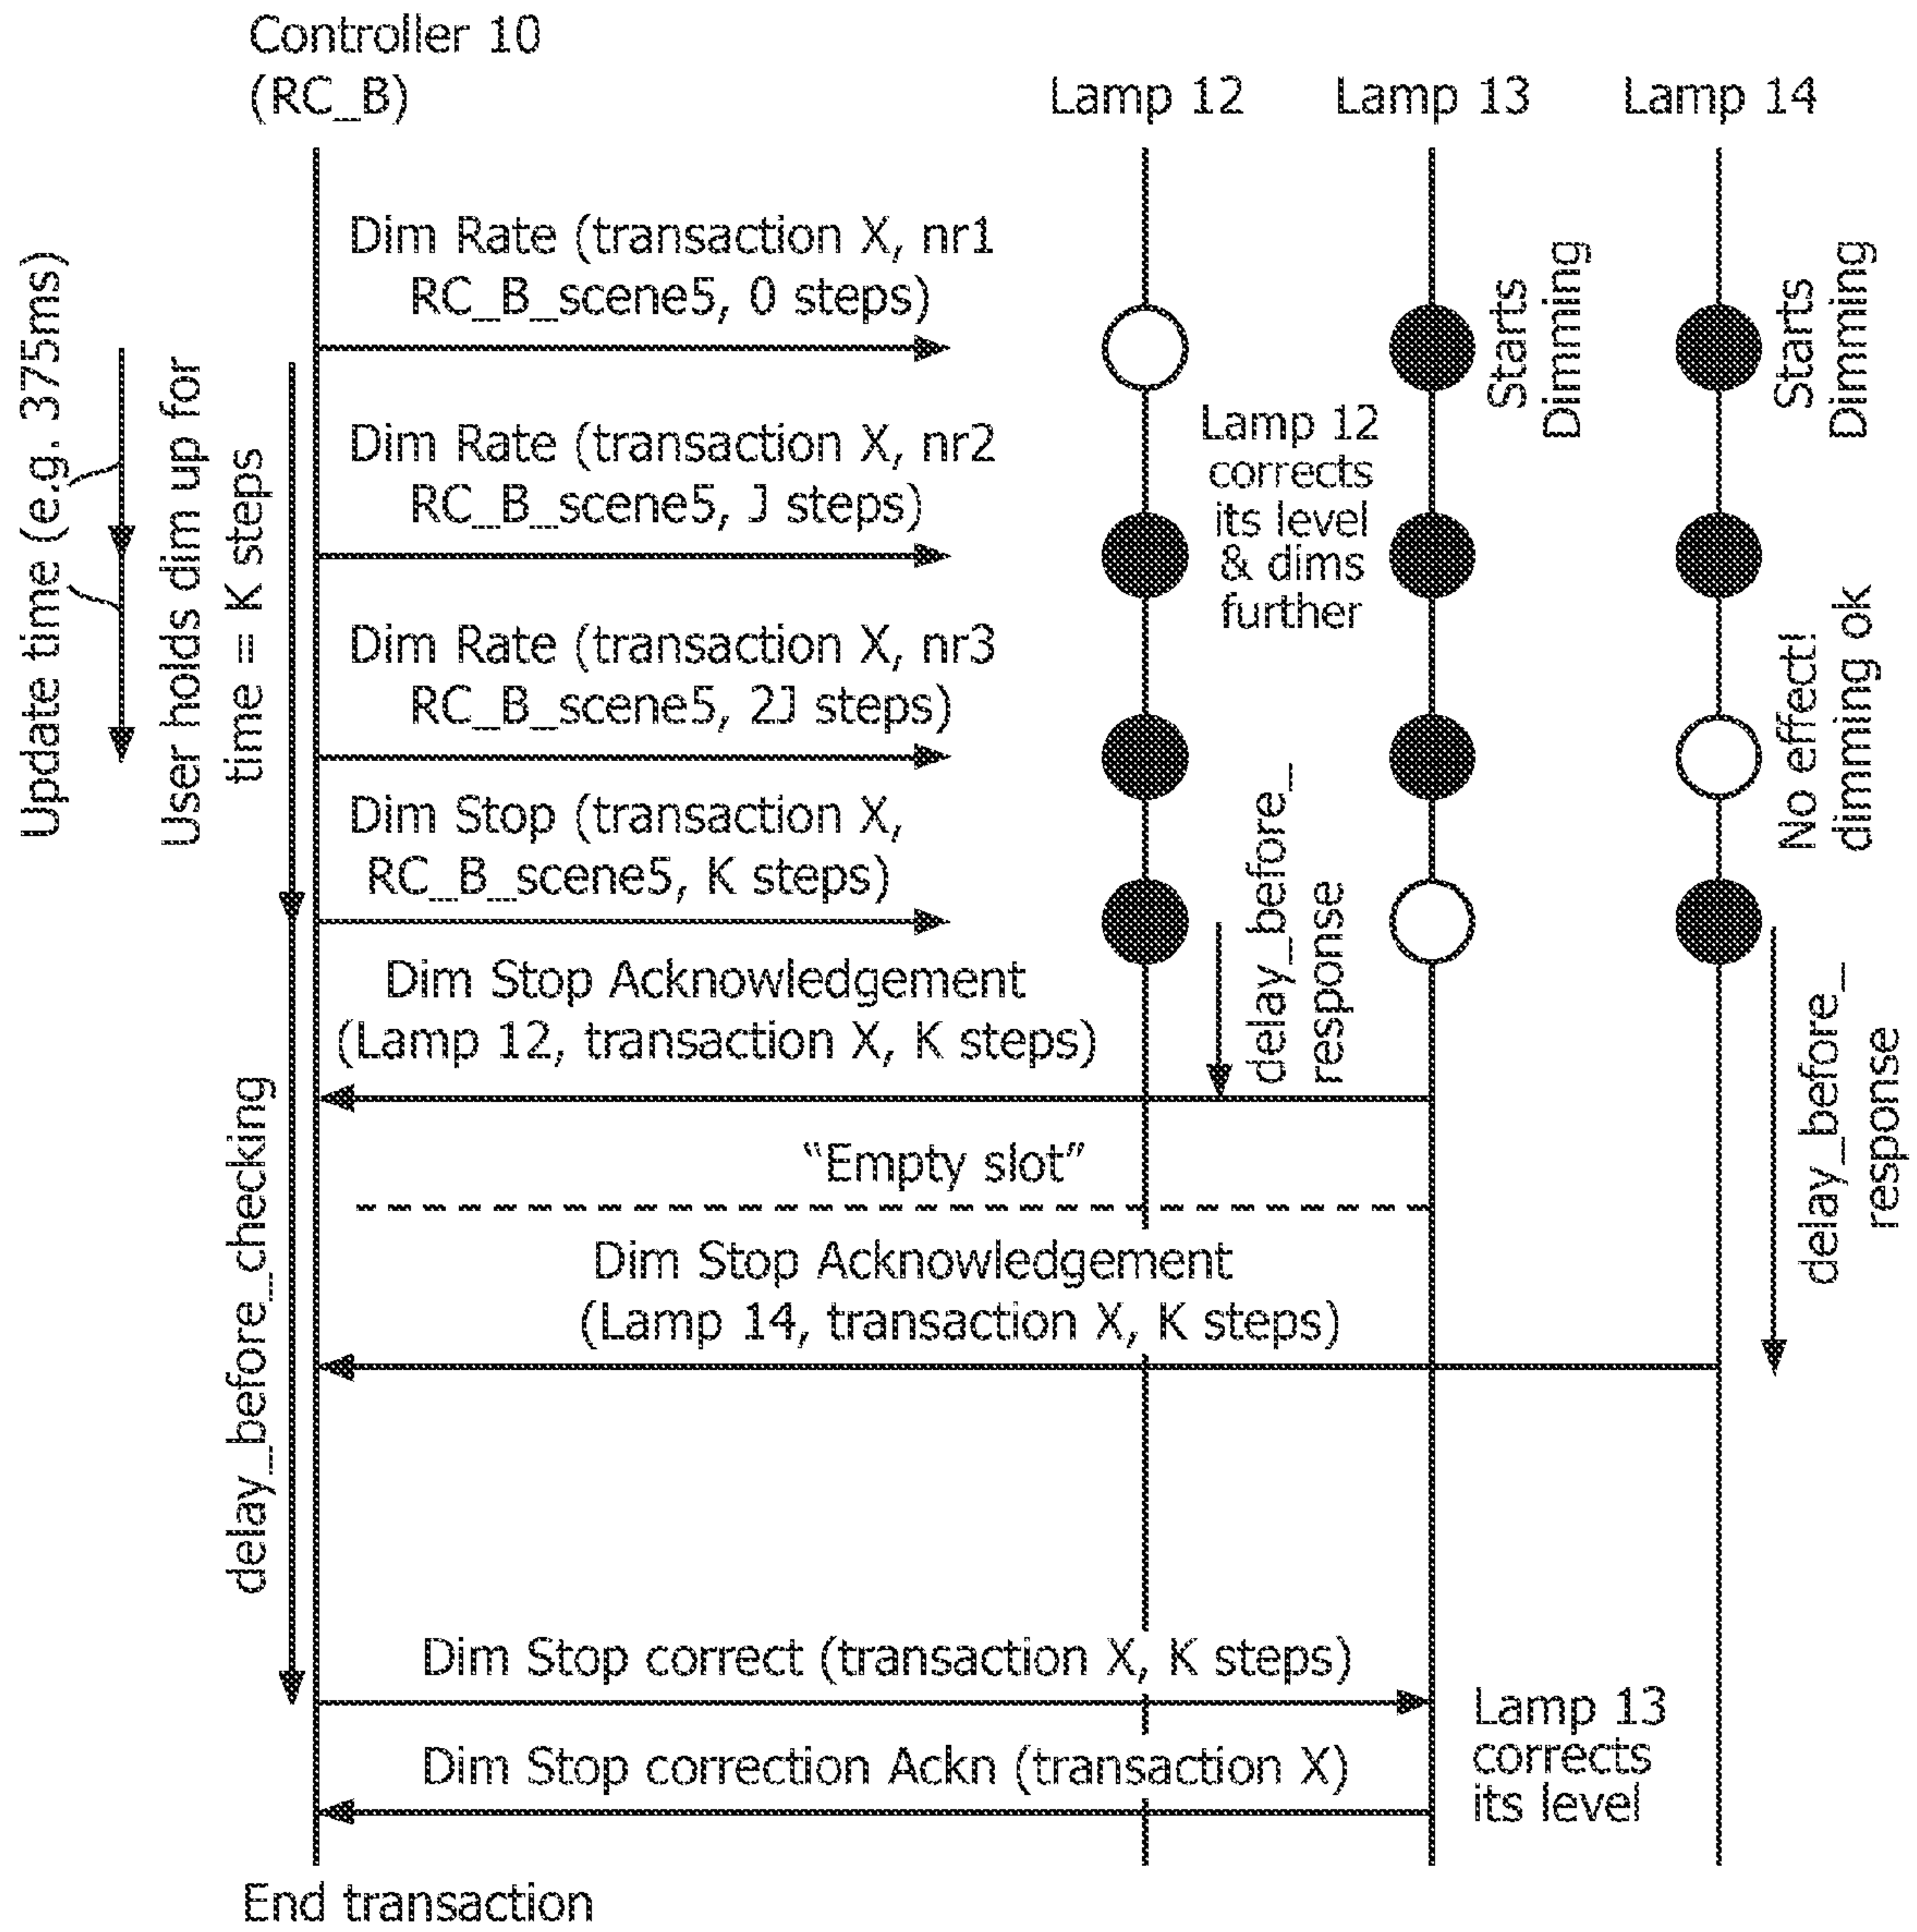 Controller 10
(RC_B)
Lamp 12
Lamp 13
Lamp 14
Update time (e.g. 375ms)
User holds dim up for
time = K steps
Dim Rate (transaction X, nr1
RC_B_scene5, 0 steps)
Starts
Dimming
Starts
Dimming
Dim Rate (transaction X, nr2
RC_B_scene5, J steps)
Lamp 12
corrects
its level
& dims
further
Dim Rate (transaction X, nr3
RC_B_scene5, 2J steps)
No effect!
dimming ok
Dim Stop (transaction X,
RC_B_scene5, K steps)
delay_before_
response
delay_before_
response
Dim Stop Acknowledgement
(Lamp 12, transaction X, K steps)
delay_before_checking
“Empty slot”
Dim Stop Acknowledgement
(Lamp 14, transaction X, K steps)
Dim Stop correct (transaction X, K steps)
Lamp 13
corrects
its level
Dim Stop correction Ackn (transaction X)
End transaction